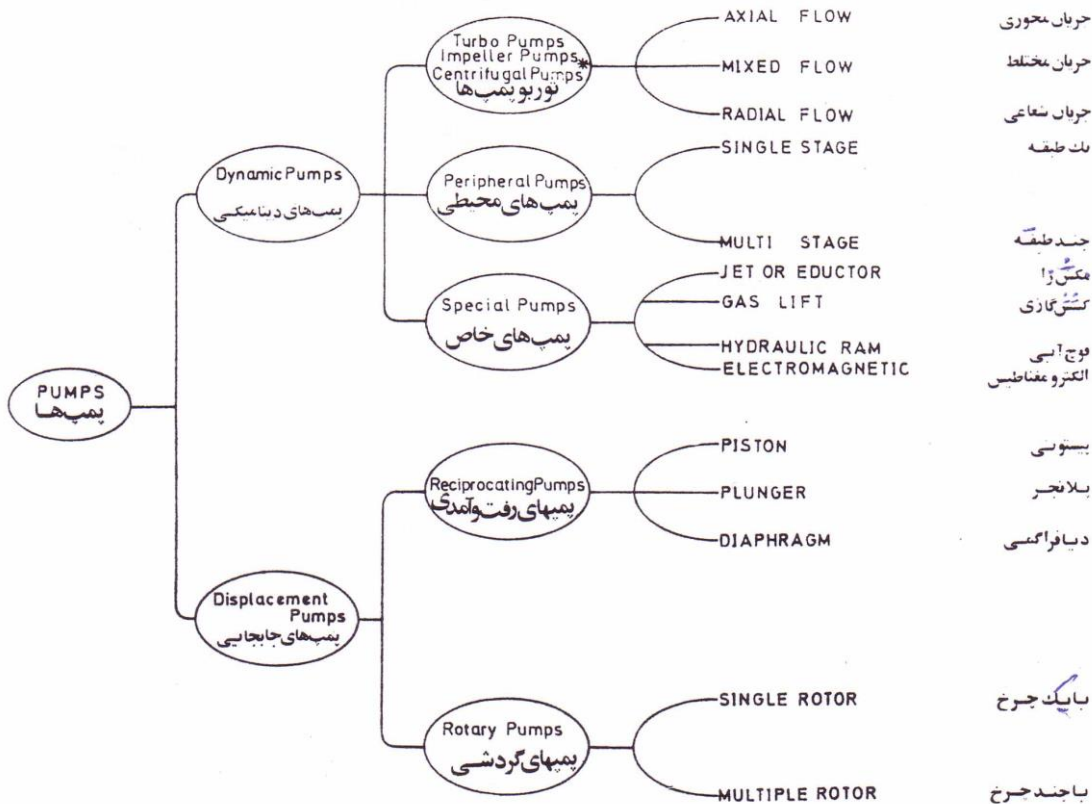 AXIAL FLOW جریان محوری
Turbo Pumps
Impeller Pumps*
Centrifugal Pumps
توربوپمپ‌ها
MIXED FLOW جریان مختلط
RADIAL FLOW جریان شعاعی
SINGLE STAGE یک طبقه
Dynamic Pumps
پمپ‌های دینامیکی
Peripheral Pumps
پمپ‌های محیطی
MULTI STAGE چند طبقه
JET OR EDUCTOR مکش زا
Special Pumps
پمپ‌های خاص
GAS LIFT کشش گازی
HYDRAULIC RAM قوچ آبی
ELECTROMAGNETIC الکترومغناطیس
PUMPS
پمپ‌ها
PISTON پیستونی
Reciprocating Pumps
پمپهای رفت و آمدی
PLUNGER پلانجر
DIAPHRAGM دیافراگمی
Displacement
Pumps
پمپ‌های جابجایی
SINGLE ROTOR با یک چرخ
Rotary Pumps
پمپهای گردشی
MULTIPLE ROTOR با چند چرخ